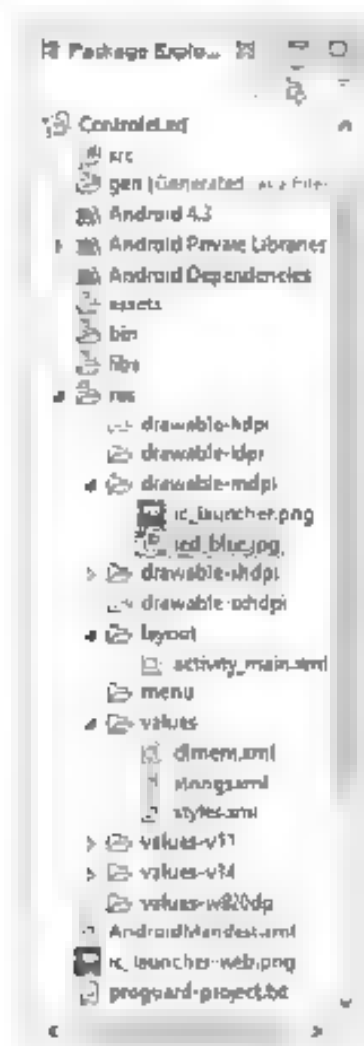 Package Explo...
ControleLed
src
gen [Generated Java Files
Android 4.3
Android Private Libraries
Android Dependencies
assets
bin
libs
res
drawable-hdpi
drawable-ldpi
drawable-mdpi
ic_launcher.png
led_blue.jpg
drawable-xhdpi
drawable-xxhdpi
layout
activity_main.xml
menu
values
dimens.xml
strings.xml
styles.xml
values-v11
values-v14
values-w820dp
AndroidManifest.xml
ic_launcher-web.png
proguard-project.txt